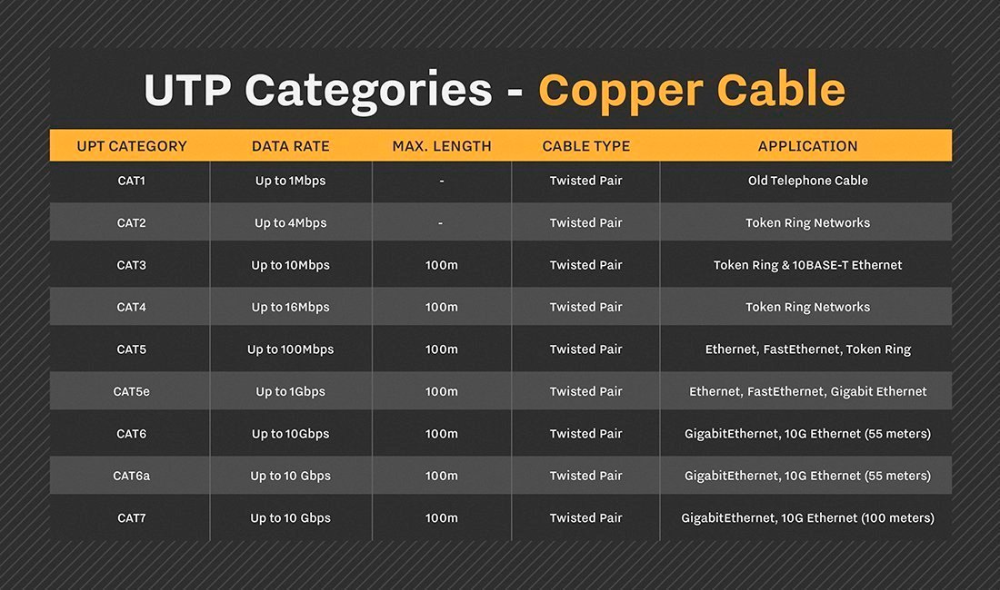 UTP Categories - Copper Cable
UPT CATEGORY DATA RATE MAX. LENGTH CABLE TYPE APPLICATION
CAT1 Up to 1Mbps - Twisted Pair Old Telephone Cable
CAT2 Up to 4Mbps - Twisted Pair Token Ring Networks
CAT3 Up to 10Mbps 100m Twisted Pair Token Ring & 10BASE-T Ethernet
CAT4 Up to 16Mbps 100m Twisted Pair Token Ring Networks
CAT5 Up to 100Mbps 100m Twisted Pair Ethernet, FastEthernet, Token Ring
CAT5e Up to 1Gbps 100m Twisted Pair Ethernet, FastEthernet, Gigabit Ethernet
CAT6 Up to 10Gbps 100m Twisted Pair GigabitEthernet, 10G Ethernet (55 meters)
CAT6a Up to 10 Gbps 100m Twisted Pair GigabitEthernet, 10G Ethernet (55 meters)
CAT7 Up to 10 Gbps 100m Twisted Pair GigabitEthernet, 10G Ethernet (100 meters)